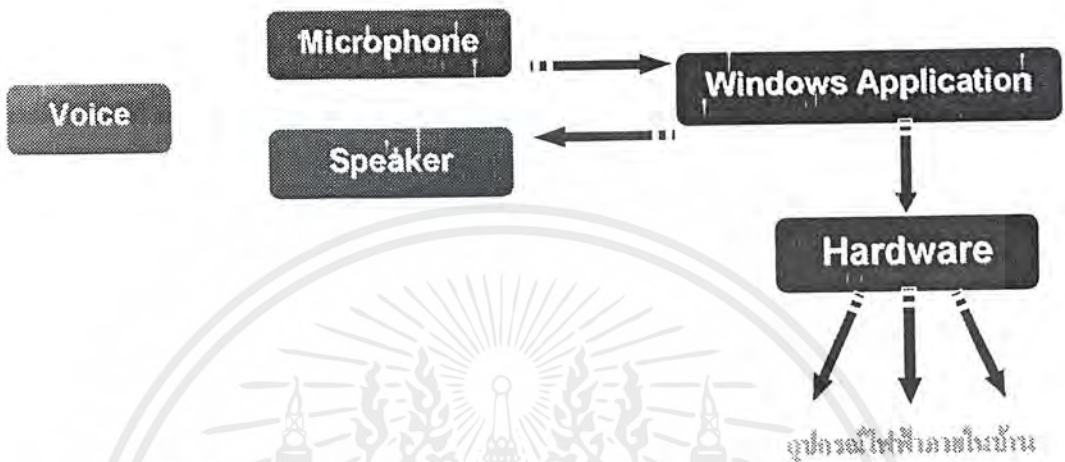 Microphone
Windows Application
Voice
Speaker
Hardware
อุปกรณ์ไฟฟ้าภายในบ้าน